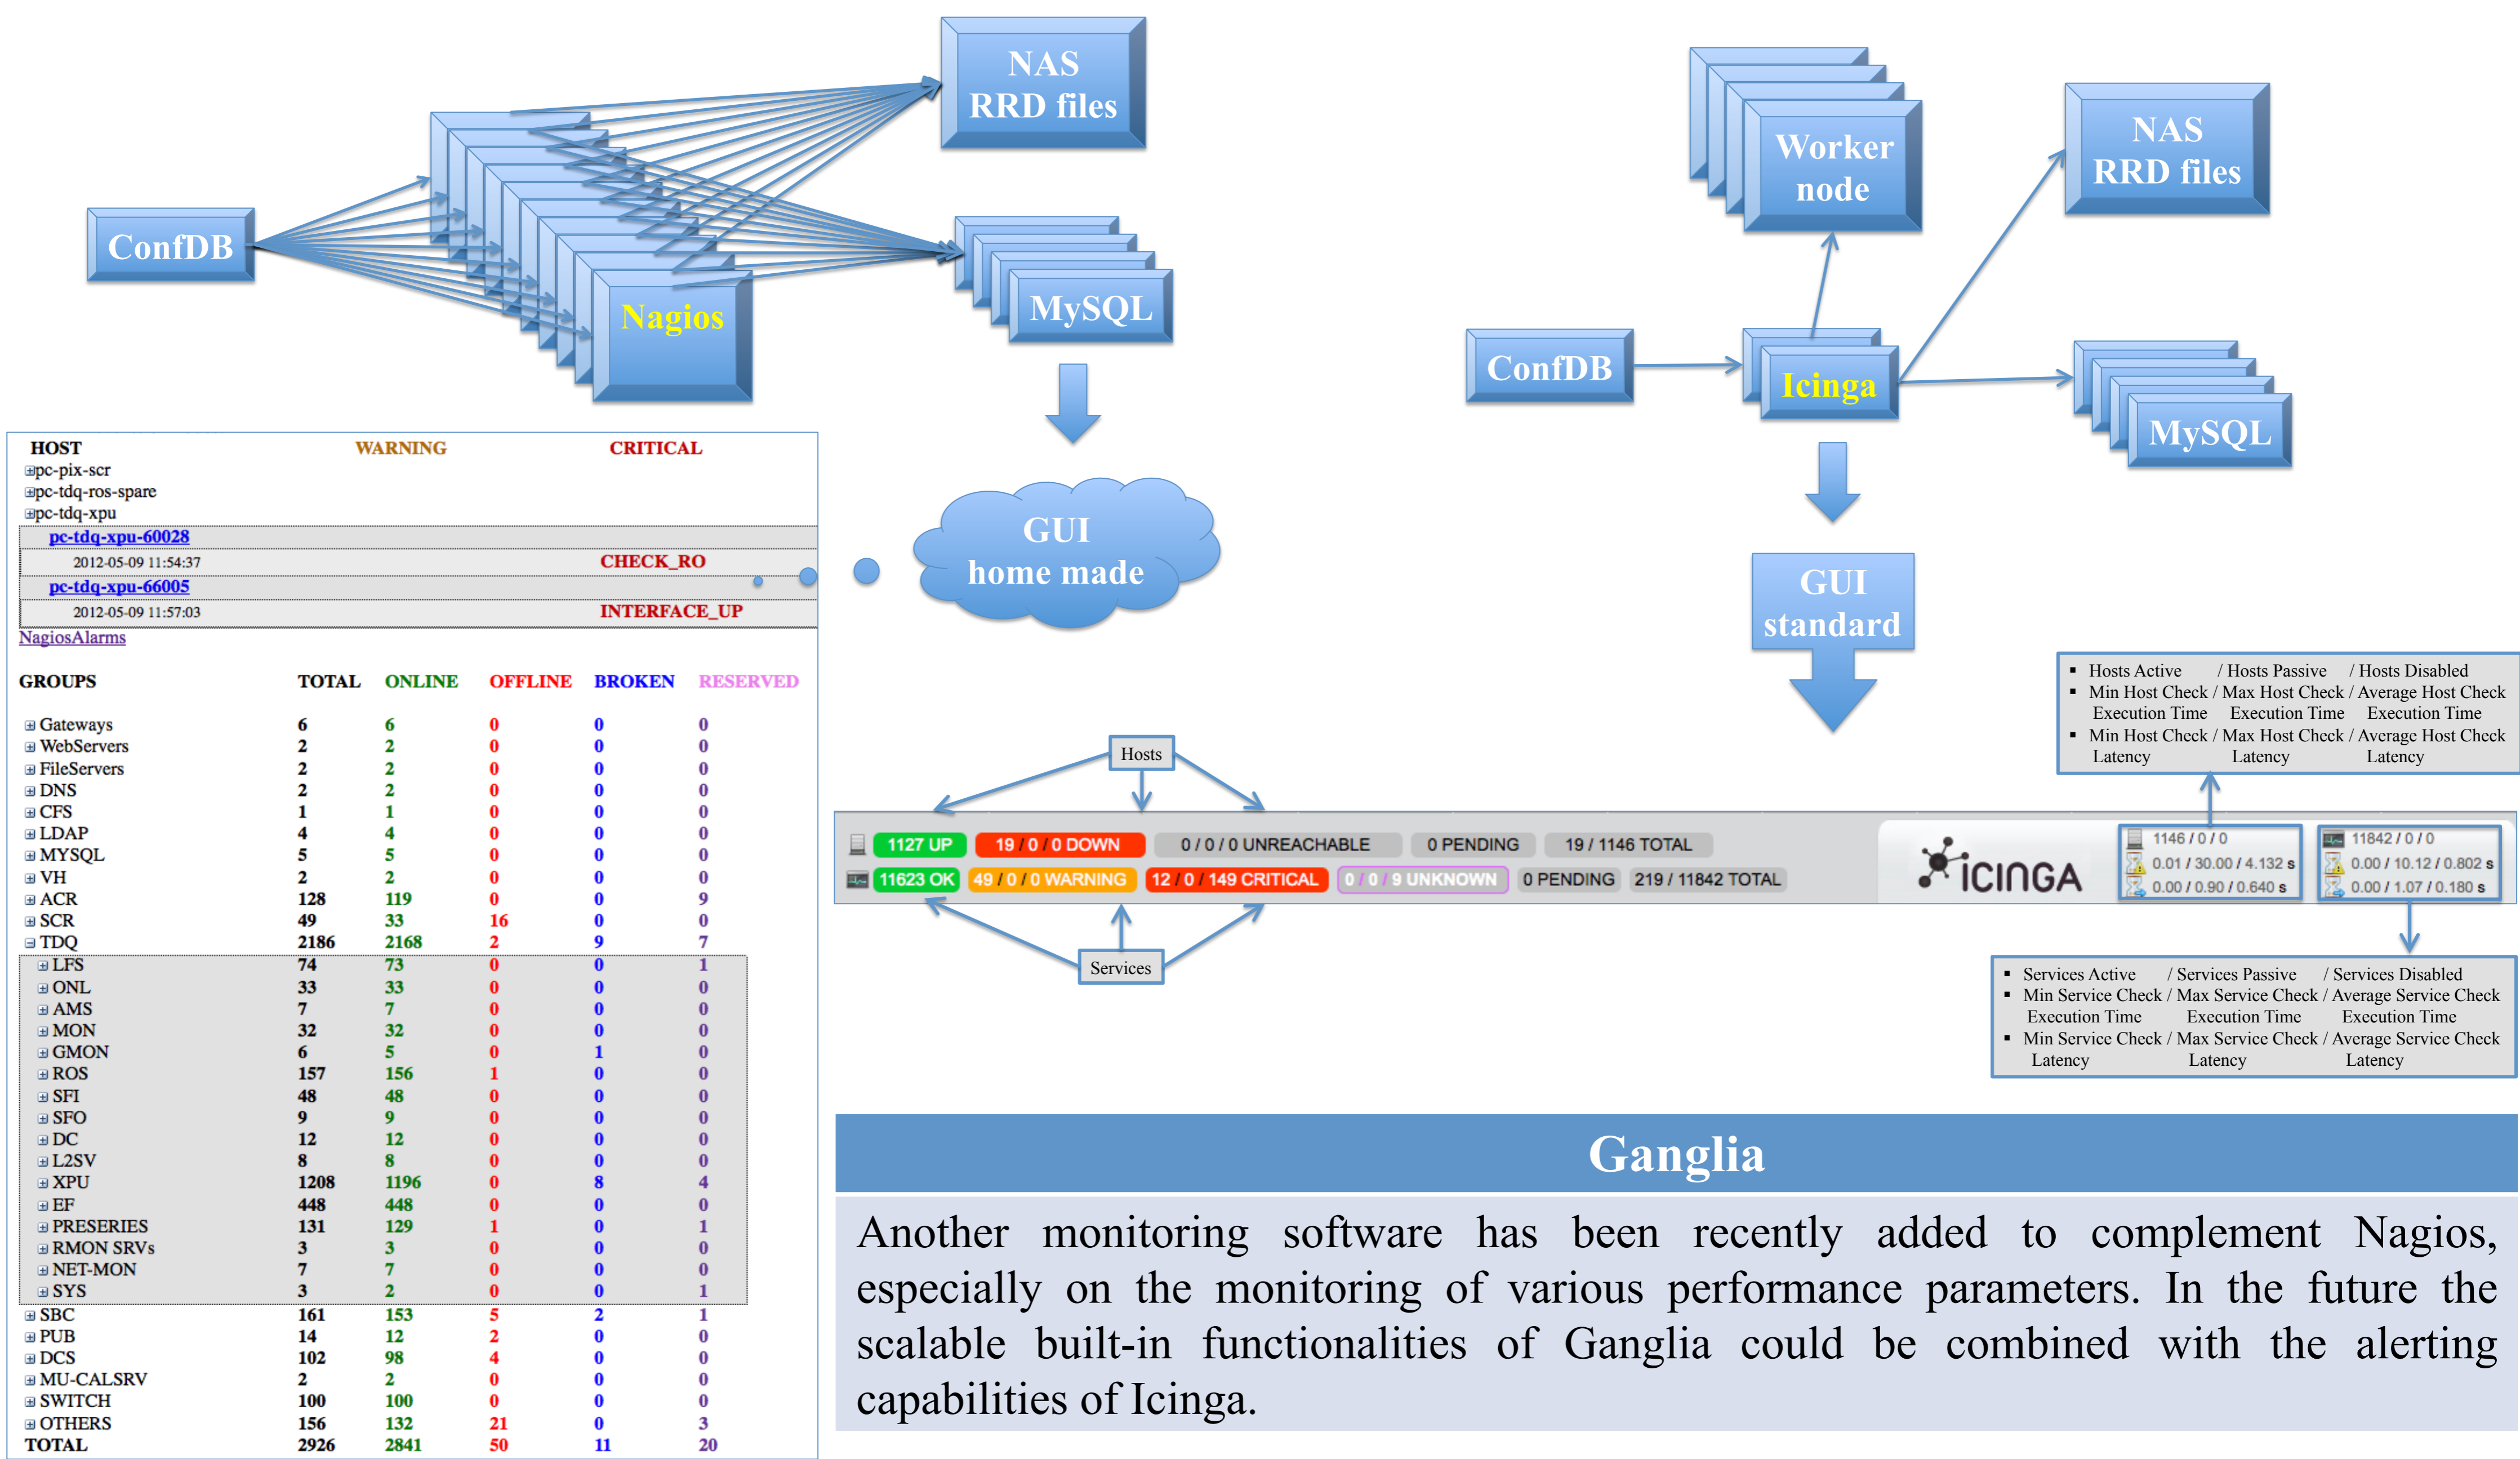 NAS
RRD files
ConfDB
Nagios
MySQL
GUI
home made
Worker
node
NAS
RRD files
ConfDB
Icinga
MySQL
GUI
standard
HOST WARNING CRITICAL
pc-pix-scr
pc-tdq-ros-spare
pc-tdq-xpu
pc-tdq-xpu-60028
2012-05-09 11:54:37 CHECK_RO
pc-tdq-xpu-66005
2012-05-09 11:57:03 INTERFACE_UP
NagiosAlarms
GROUPS TOTAL ONLINE OFFLINE BROKEN RESERVED
Gateways 6 6 0 0 0
WebServers 2 2 0 0 0
FileServers 2 2 0 0 0
DNS 2 2 0 0 0
CFS 1 1 0 0 0
LDAP 4 4 0 0 0
MYSQL 5 5 0 0 0
VH 2 2 0 0 0
ACR 128 119 0 0 9
SCR 49 33 16 0 0
TDQ 2186 2168 2 9 7
LFS 74 73 0 0 1
ONL 33 33 0 0 0
AMS 7 7 0 0 0
MON 32 32 0 0 0
GMON 6 5 0 1 0
ROS 157 156 1 0 0
SFI 48 48 0 0 0
SFO 9 9 0 0 0
DC 12 12 0 0 0
L2SV 8 8 0 0 0
XPU 1208 1196 0 8 4
EF 448 448 0 0 0
PRESERIES 131 129 1 0 1
RMON SRVs 3 3 0 0 0
NET-MON 7 7 0 0 0
SYS 3 2 0 0 1
SBC 161 153 5 2 1
PUB 14 12 2 0 0
DCS 102 98 4 0 0
MU-CALSRV 2 2 0 0 0
SWITCH 100 100 0 0 0
OTHERS 156 132 21 0 3
TOTAL 2926 2841 50 11 20
▪ Hosts Active / Hosts Passive / Hosts Disabled
▪ Min Host Check / Max Host Check / Average Host Check
Execution Time Execution Time Execution Time
▪ Min Host Check / Max Host Check / Average Host Check
Latency Latency Latency
Hosts
1127 UP 19 / 0 / 0 DOWN 0 / 0 / 0 UNREACHABLE 0 PENDING 19 / 1146 TOTAL
11623 OK 49 / 0 / 0 WARNING 12 / 0 / 149 CRITICAL 0 / 0 / 9 UNKNOWN 0 PENDING 219 / 11842 TOTAL
ICINGA
1146 / 0 / 0
0.01 / 30.00 / 4.132 s
0.00 / 0.90 / 0.640 s
11842 / 0 / 0
0.00 / 10.12 / 0.802 s
0.00 / 1.07 / 0.180 s
Services
▪ Services Active / Services Passive / Services Disabled
▪ Min Service Check / Max Service Check / Average Service Check
Execution Time Execution Time Execution Time
▪ Min Service Check / Max Service Check / Average Service Check
Latency Latency Latency
Ganglia
Another monitoring software has been recently added to complement Nagios,
especially on the monitoring of various performance parameters. In the future the
scalable built-in functionalities of Ganglia could be combined with the alerting
capabilities of Icinga.